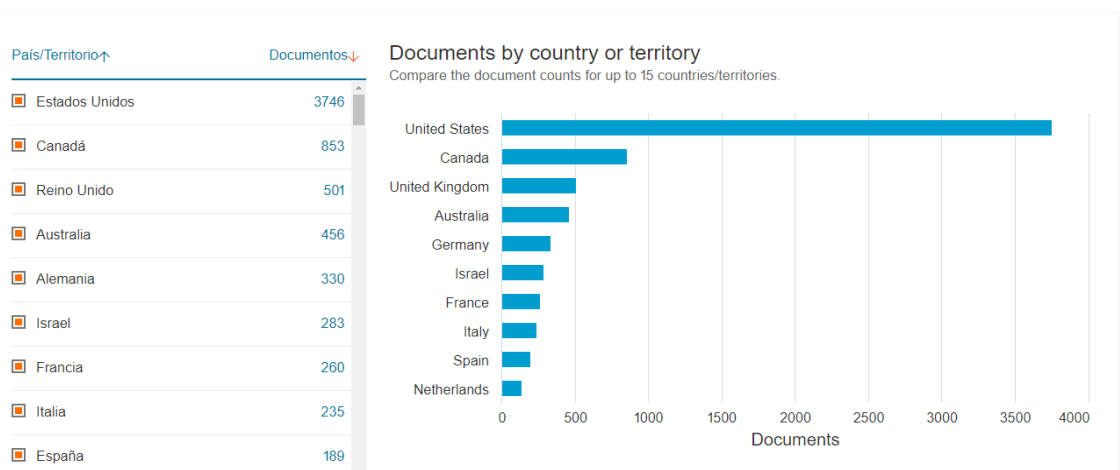 País/Territorio↑ Documentos↓
Estados Unidos 3746
Canadá 853
Reino Unido 501
Australia 456
Alemania 330
Israel 283
Francia 260
Italia 235
España 189
Documents by country or territory
Compare the document counts for up to 15 countries/territories.
United States
Canada
United Kingdom
Australia
Germany
Israel
France
Italy
Spain
Netherlands
0 500 1000 1500 2000 2500 3000 3500 4000
Documents